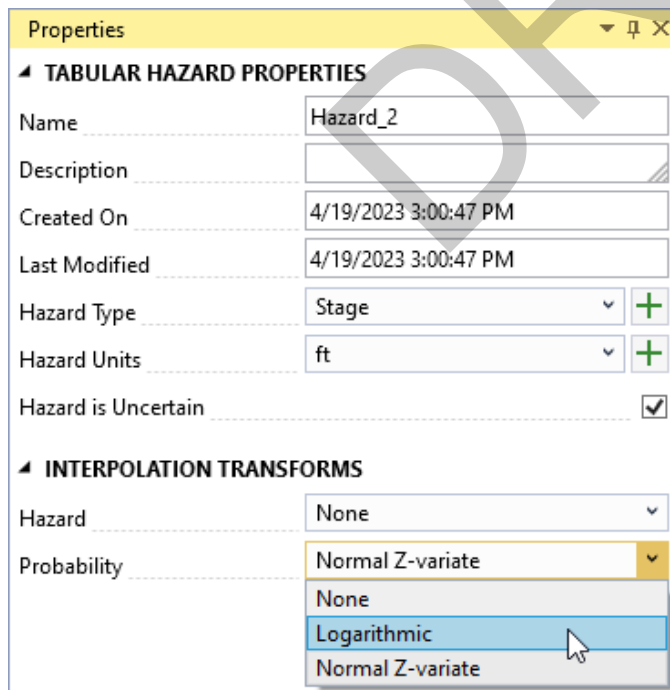 Properties
TABULAR HAZARD PROPERTIES
Name Hazard_2
Description
Created On 4/19/2023 3:00:47 PM
Last Modified 4/19/2023 3:00:47 PM
Hazard Type Stage
Hazard Units ft
Hazard is Uncertain
INTERPOLATION TRANSFORMS
Hazard None
Probability Normal Z-variate
None
Logarithmic
Normal Z-variate